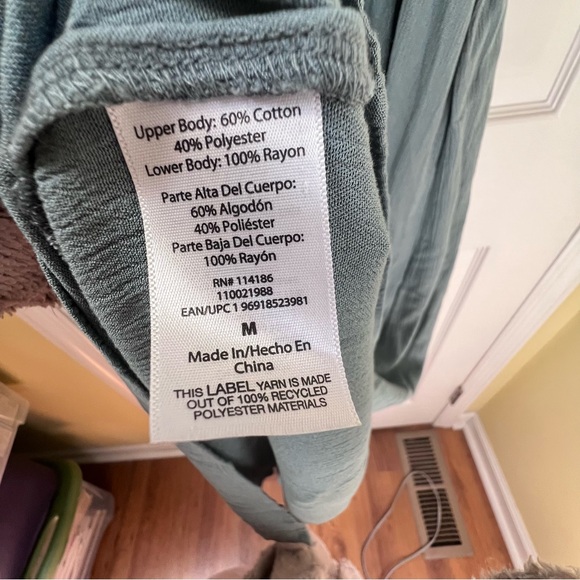 Upper Body: 60% Cotton
40% Polyester
Lower Body: 100% Rayon
Parte Alta Del Cuerpo:
60% Algodón
40% Poliéster
Parte Baja Del Cuerpo:
100% Rayón
RN# 114186
110021988
EAN/UPC 1 96918523981
M
Made In/Hecho En
China
THIS LABEL YARN IS MADE
OUT OF 100% RECYCLED
POLYESTER MATERIALS